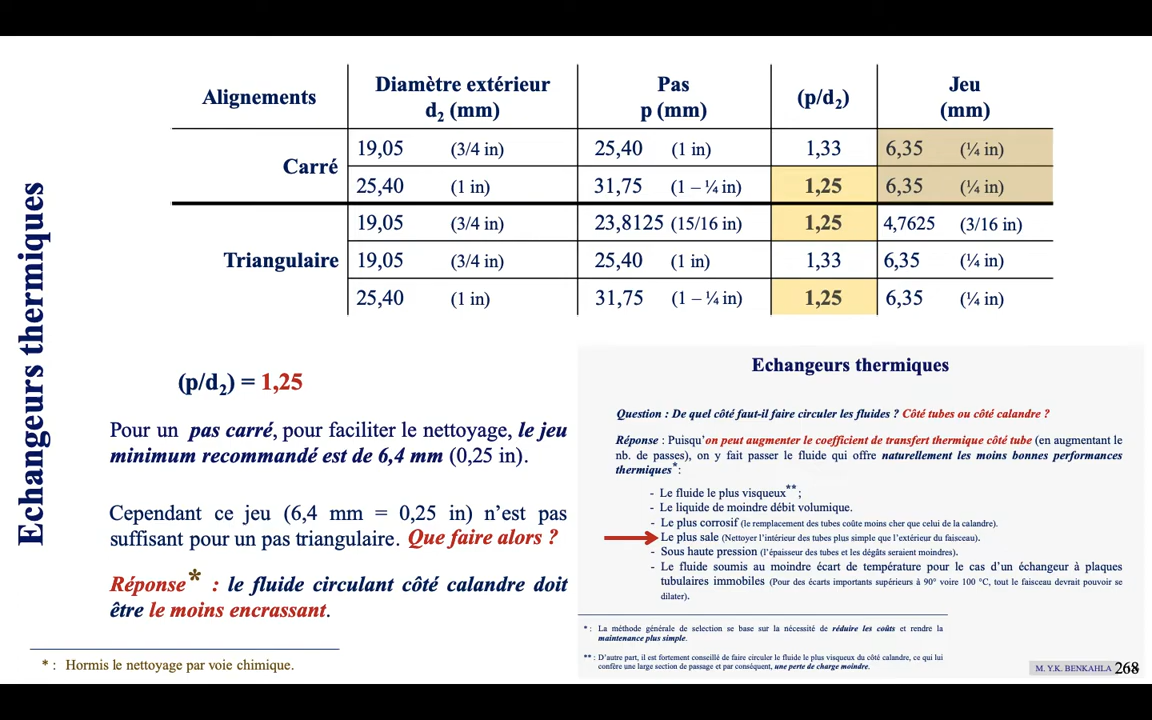 Echangeurs thermiques
Alignements Diamètre extérieur d2 (mm) Pas p (mm) (p/d2) Jeu (mm)
Carré 19,05 (3/4 in) 25,40 (1 in) 1,33 6,35 (¼ in)
25,40 (1 in) 31,75 (1 – ¼ in) 1,25 6,35 (¼ in)
Triangulaire 19,05 (3/4 in) 23,8125 (15/16 in) 1,25 4,7625 (3/16 in)
19,05 (3/4 in) 25,40 (1 in) 1,33 6,35 (¼ in)
25,40 (1 in) 31,75 (1 – ¼ in) 1,25 6,35 (¼ in)
(p/d2) = 1,25
Pour un pas carré, pour faciliter le nettoyage, le jeu
minimum recommandé est de 6,4 mm (0,25 in).
Cependant ce jeu (6,4 mm = 0,25 in) n’est pas
suffisant pour un pas triangulaire. Que faire alors ?
Réponse* : le fluide circulant côté calandre doit
être le moins encrassant.
* : Hormis le nettoyage par voie chimique.
Echangeurs thermiques
Question : De quel côté faut-il faire circuler les fluides ? Côté tubes ou côté calandre ?
Réponse : Puisqu’on peut augmenter le coefficient de transfert thermique côté tube (en augmentant le
nb. de passes), on y fait passer le fluide qui offre naturellement les moins bonnes performances
thermiques* :
- Le fluide le plus visqueux** ;
- Le liquide de moindre débit volumique.
- Le plus corrosif (le remplacement des tubes coûte moins cher que celui de la calandre).
- Le plus sale (Nettoyer l’intérieur des tubes plus simple que l’extérieur du faisceau).
- Sous haute pression (l’épaisseur des tubes et les dégâts seraient moindres).
- Le fluide soumis au moindre écart de température pour le cas d’un échangeur à plaques
tubulaires immobiles (Pour des écarts importants supérieurs à 90° voire 100 °C, tout le faisceau devrait pouvoir se
dilater).
* : La méthode générale de selection se base sur la nécessité de réduire les coûts et rendre la
maintenance plus simple.
** : D’autre part, il est fortement conseillé de faire circuler le fluide le plus visqueux du côté calandre, ce qui lui
confère une large section de passage et par conséquent, une perte de charge moindre.
M. Y.K. BENKAHLA 268